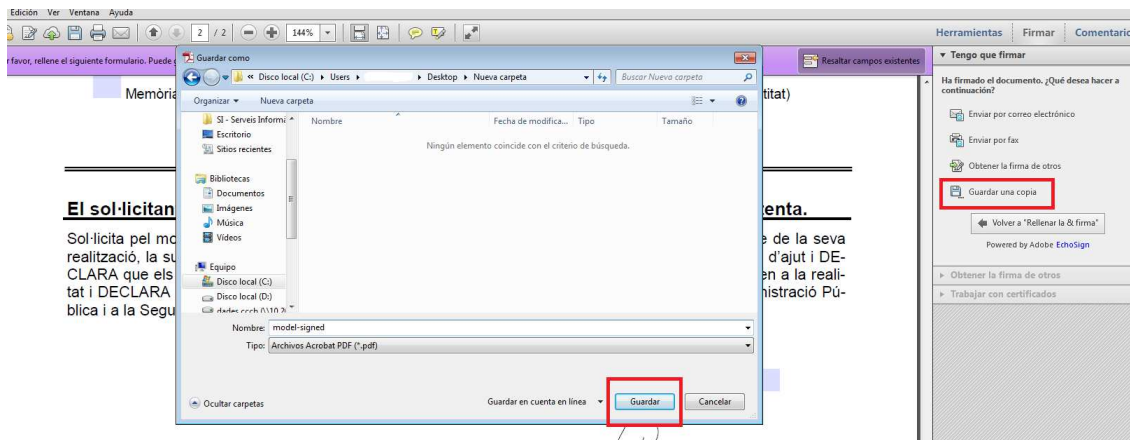 Edición Ver Ventana Ayuda
2 / 2 144%
Herramientas Firmar Comentario
favor, rellene el siguiente formulario. Puede
Resaltar campos existentes
Guardar como
« Disco local (C:) Users Desktop Nueva carpeta
Buscar Nueva carpeta
Organizar Nueva carpeta
SI - Serveis Informà
Escritorio
Sitios recientes
Bibliotecas
Documentos
Imágenes
Música
Vídeos
Equipo
Disco local (C:)
Disco local (D:)
Nombre Fecha de modifica... Tipo Tamaño
Ningún elemento coincide con el criterio de búsqueda.
Nombre: model-signed
Tipo: Archivos Acrobat PDF (*.pdf)
Ocultar carpetas
Guardar en cuenta en línea Guardar Cancelar
Memòria
titat)
El sol·licitan
enta.
Sol·licita pel mo
e de la seva
realització, la su
d'ajut i DE-
CLARA que els
en a la reali-
tat i DECLARA
nistració Pú-
blica i a la Segu
Tengo que firmar
Ha firmado el documento. ¿Qué desea hacer a
continuación?
Enviar por correo electrónico
Enviar por fax
Obtener la firma de otros
Guardar una copia
Volver a "Rellenar la & firma"
Powered by Adobe EchoSign
Obtener la firma de otros
Trabajar con certificados